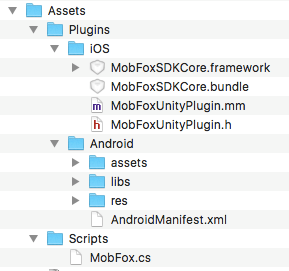 Assets
Plugins
iOS
MobFoxSDKCore.framework
MobFoxSDKCore.bundle
m MobFoxUnityPlugin.mm
h MobFoxUnityPlugin.h
Android
assets
libs
res
AndroidManifest.xml
Scripts
MobFox.cs